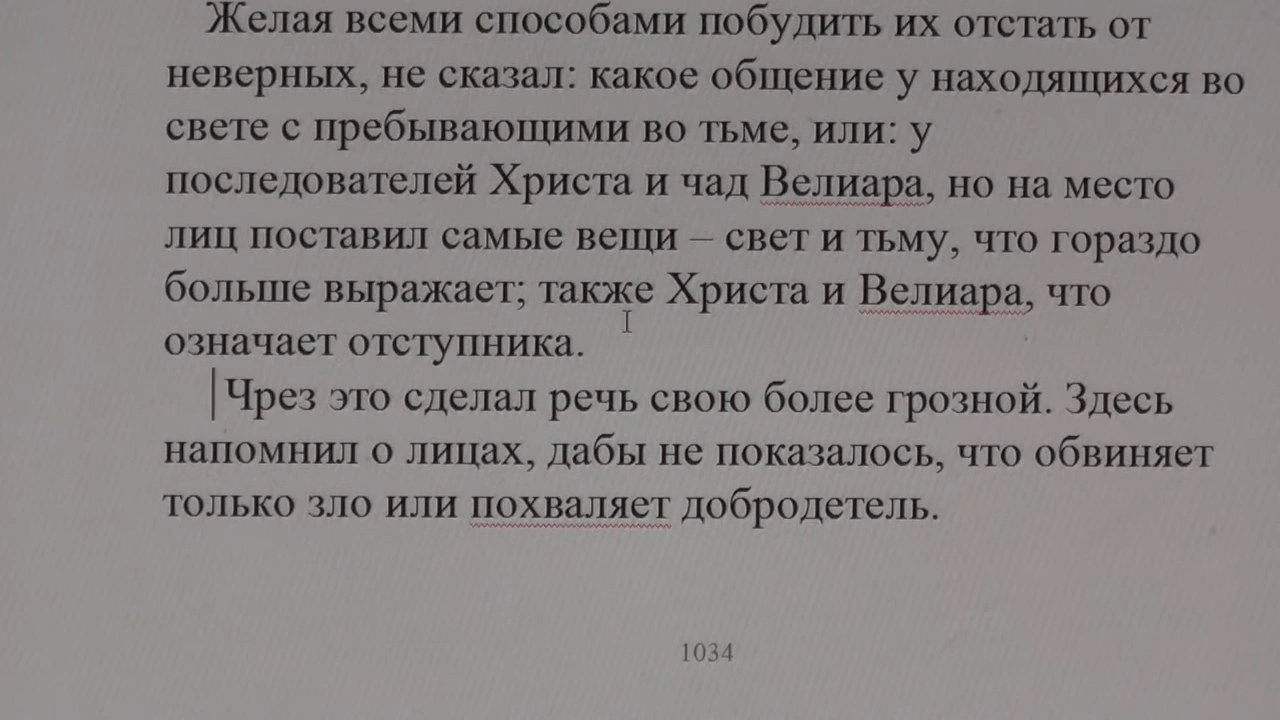 Желая всеми способами побудить их отстать от
неверных, не сказал: какое общение у находящихся во
свете с пребывающими во тьме, или: у
последователей Христа и чад Велиара, но на место
лиц поставил самые вещи – свет и тьму, что гораздо
больше выражает; также Христа и Велиара, что
означает отступника.
Чрез это сделал речь свою более грозной. Здесь
напомнил о лицах, дабы не показалось, что обвиняет
только зло или похваляет добродетель.
1034